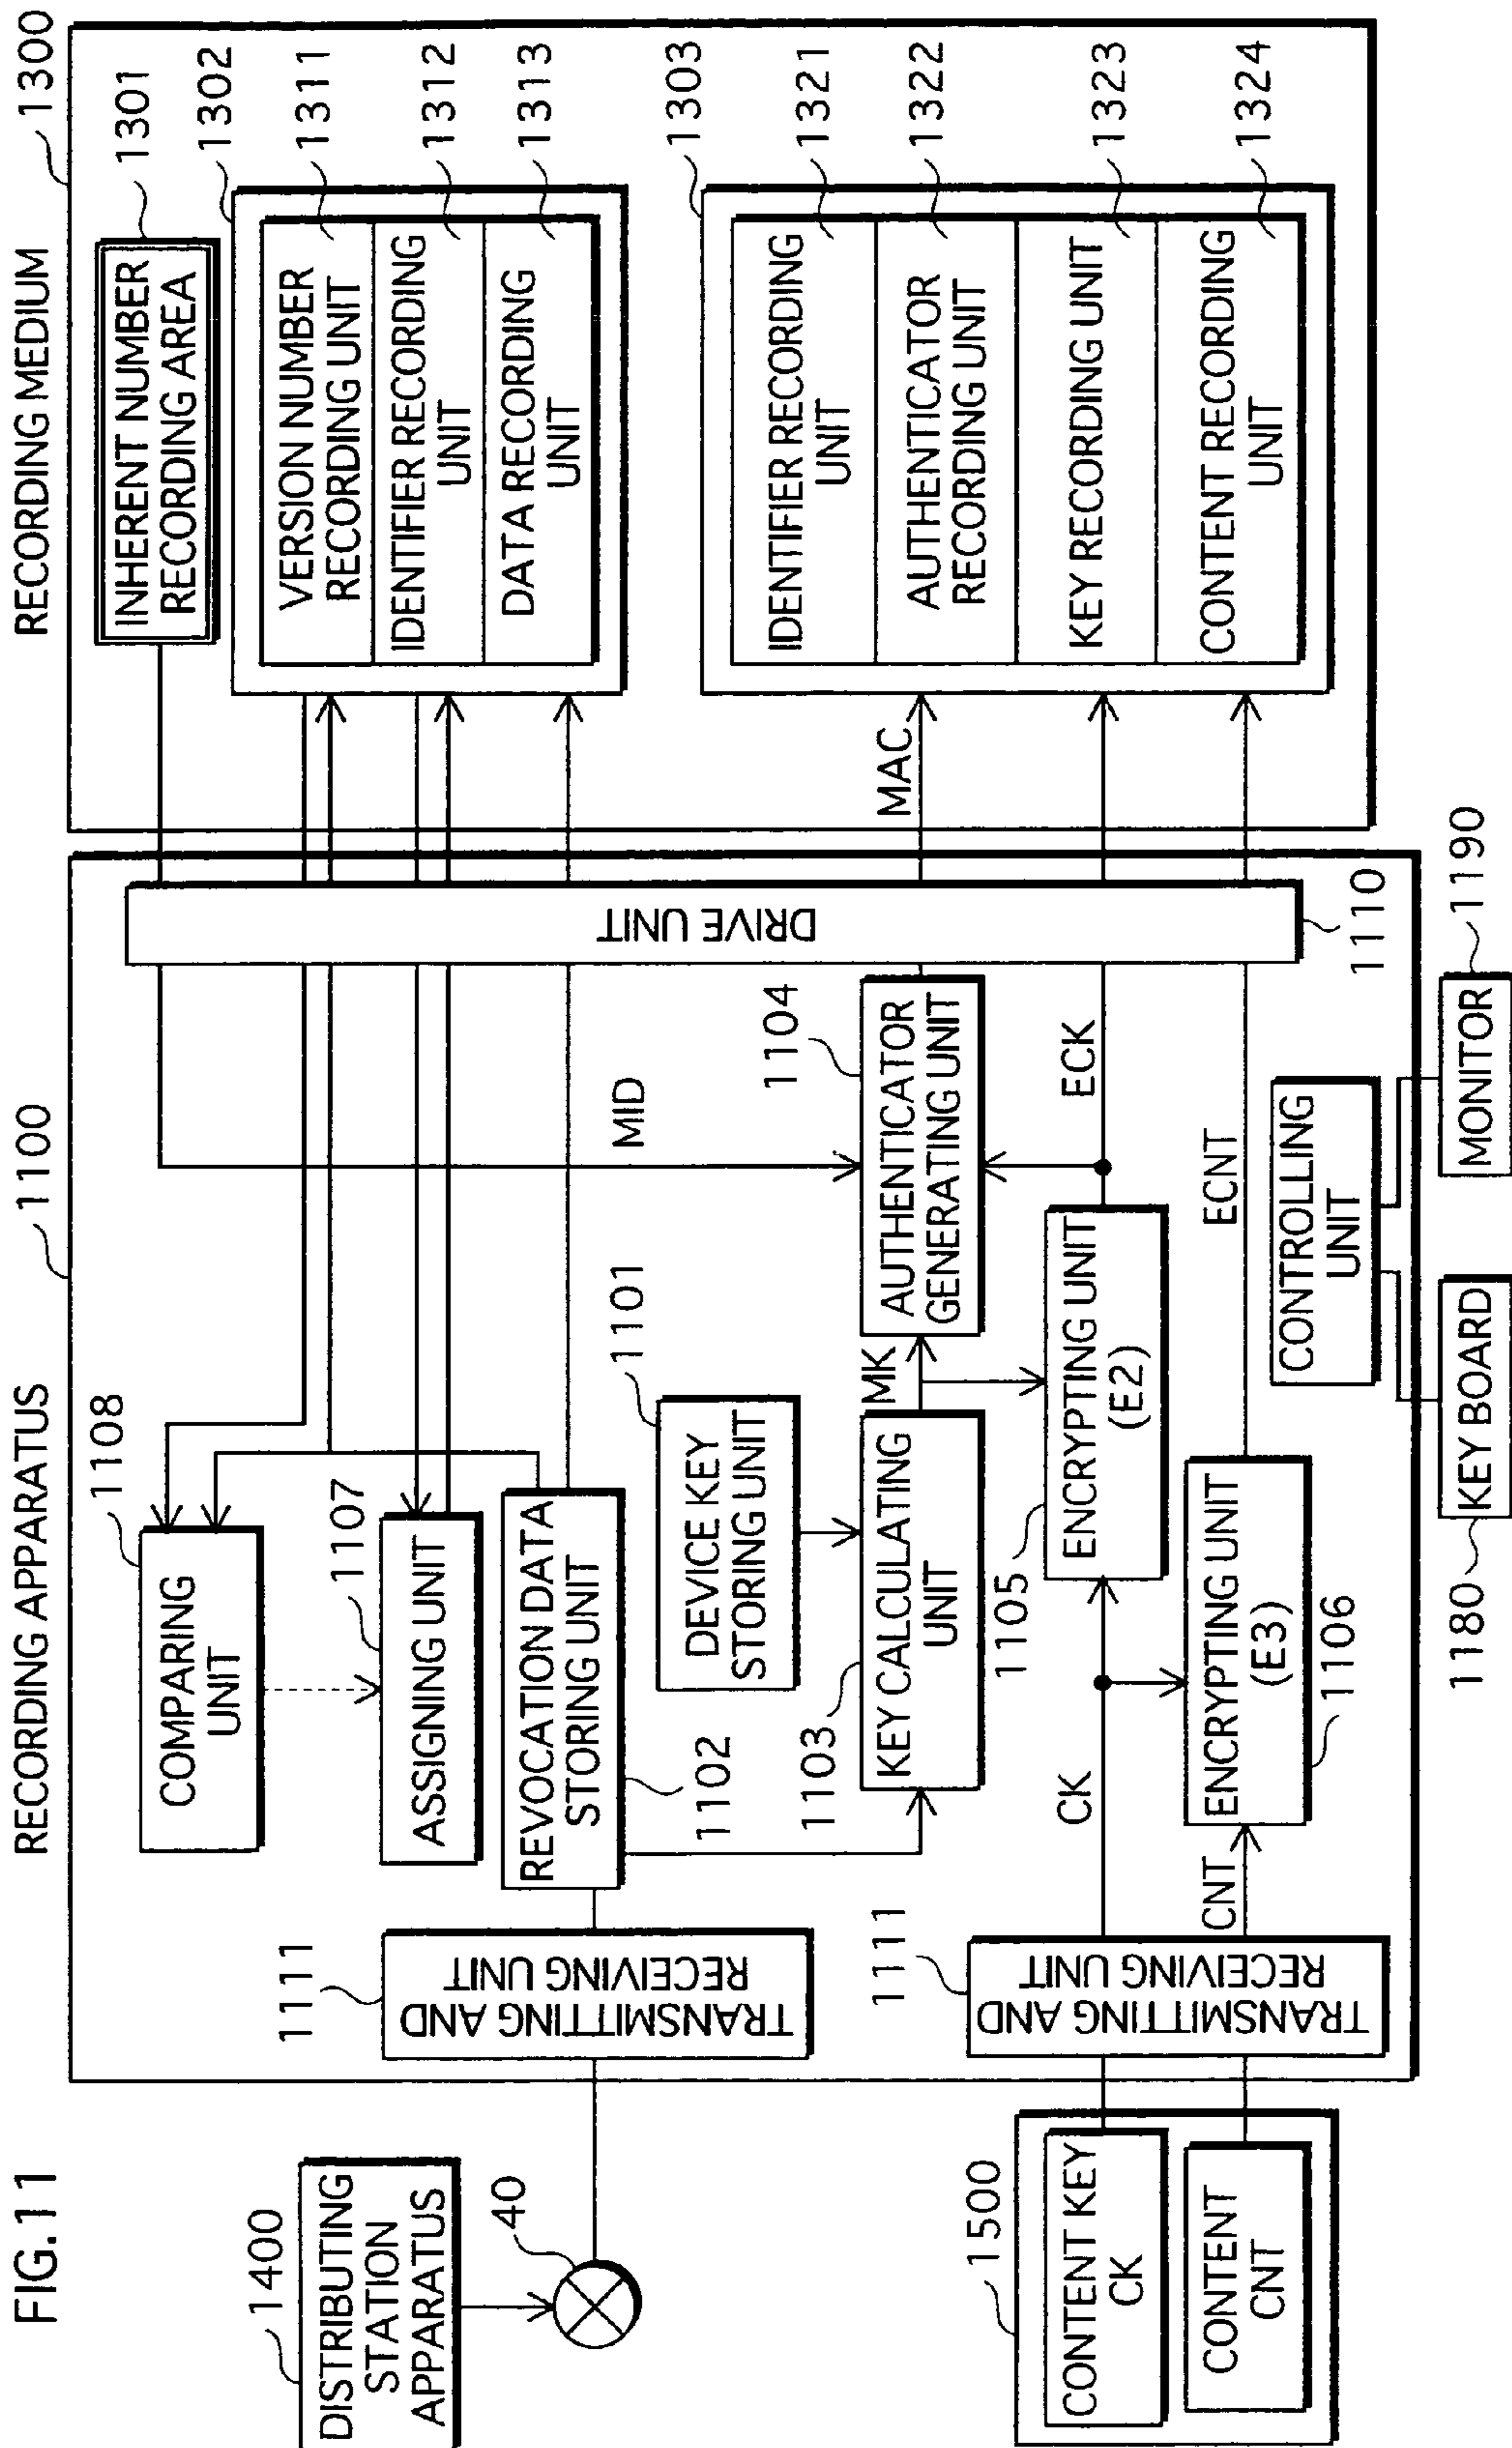 FIG.11
RECORDING APPARATUS
1100
RECORDING MEDIUM
1300
1400
DISTRIBUTING
STATION
APPARATUS
40
1111
TRANSMITTING AND
RECEIVING UNIT
1108
COMPARING
UNIT
1107
ASSIGNING UNIT
REVOCATION DATA
STORING UNIT
1102
1101
DEVICE KEY
STORING UNIT
1103
KEY CALCULATING
UNIT
MK
MID
1104
AUTHENTICATOR
GENERATING UNIT
1105
ENCRYPTING UNIT
(E2)
ECK
1500
CONTENT KEY
CK
CONTENT
CNT
1111
TRANSMITTING AND
RECEIVING UNIT
CK
CNT
ENCRYPTING UNIT
(E3)
1106
ECNT
CONTROLLING
UNIT
1180
KEY BOARD
MONITOR
1190
DRIVE UNIT
1110
1301
INHERENT NUMBER
RECORDING AREA
1302
VERSION NUMBER
RECORDING UNIT
1311
IDENTIFIER RECORDING
UNIT
1312
DATA RECORDING
UNIT
1313
MAC
1303
IDENTIFIER RECORDING
UNIT
1321
AUTHENTICATOR
RECORDING UNIT
1322
KEY RECORDING UNIT
1323
CONTENT RECORDING
UNIT
1324